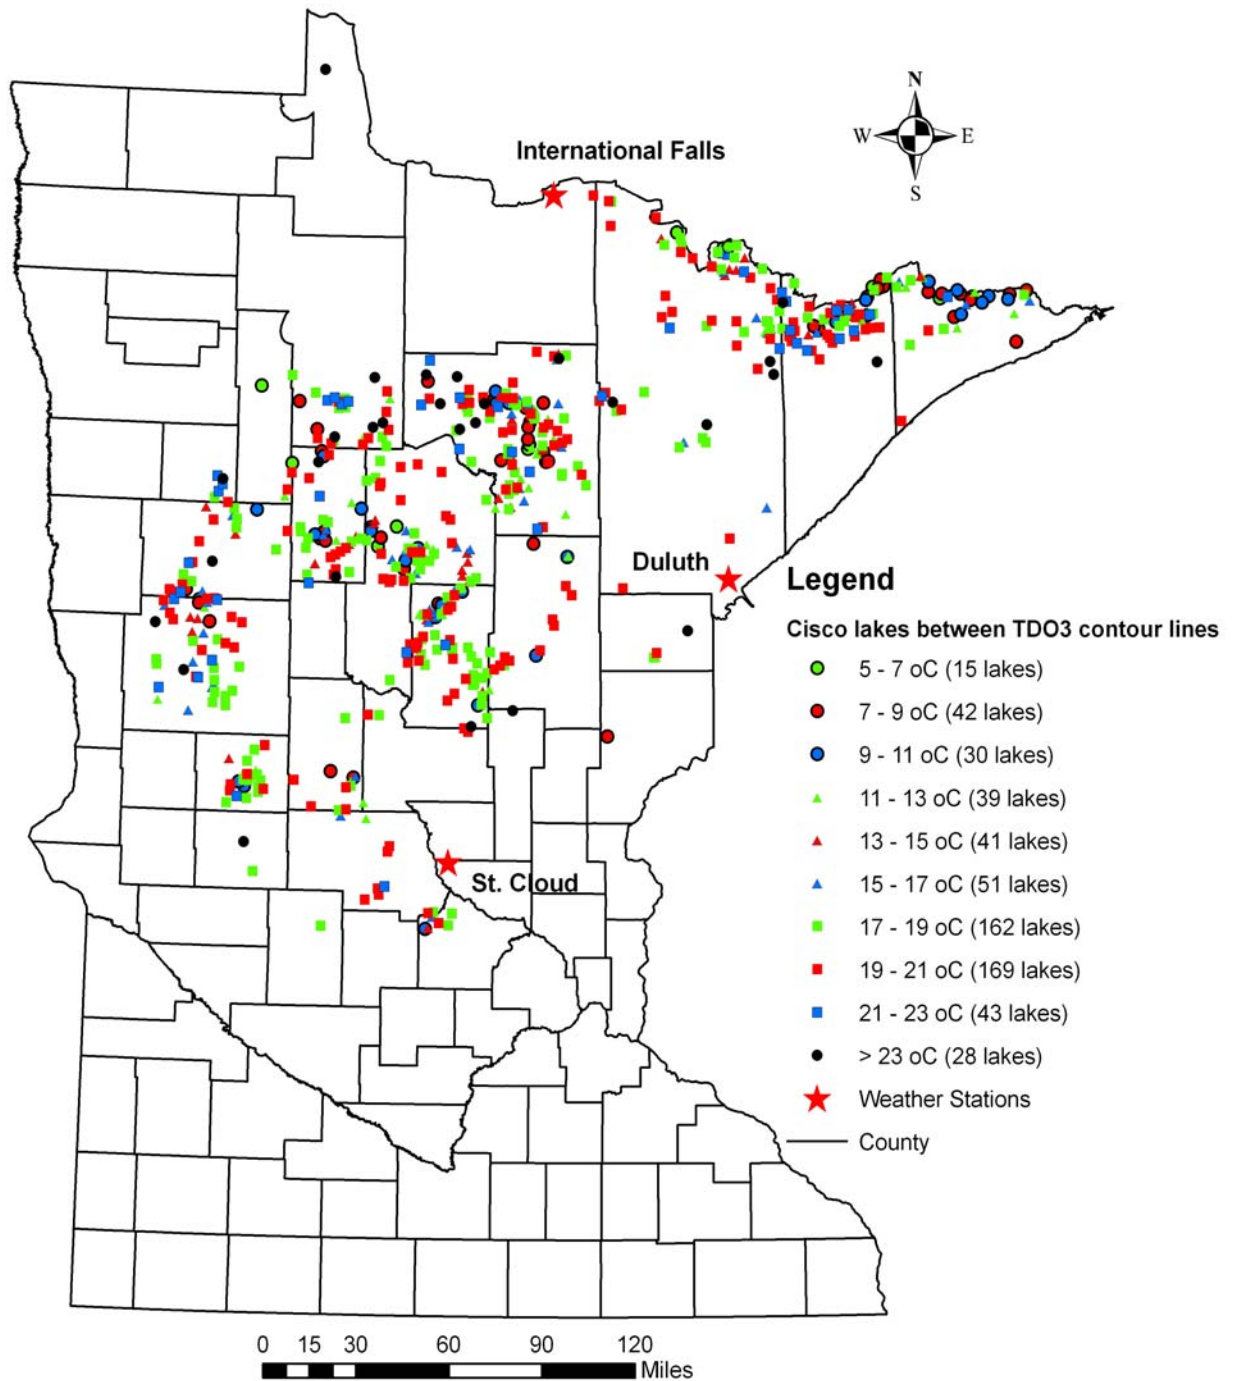 N
W E
S
International Falls
Duluth
St. Cloud
Legend
Cisco lakes between TDO3 contour lines
5 - 7 oC (15 lakes)
7 - 9 oC (42 lakes)
9 - 11 oC (30 lakes)
11 - 13 oC (39 lakes)
13 - 15 oC (41 lakes)
15 - 17 oC (51 lakes)
17 - 19 oC (162 lakes)
19 - 21 oC (169 lakes)
21 - 23 oC (43 lakes)
> 23 oC (28 lakes)
Weather Stations
County
0 15 30 60 90 120
Miles